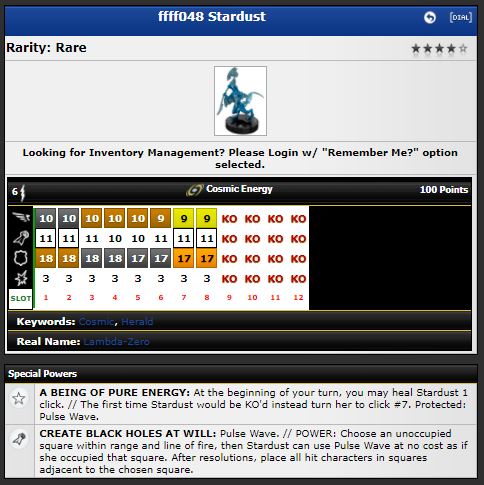 ffff048 Stardust
[DIAL]
Rarity: Rare
Looking for Inventory Management? Please Login w/ "Remember Me?" option
selected.
6 Cosmic Energy 100 Points
10 10 10 10 10 9 9 9 KO KO KO KO
11 11 11 10 10 11 11 11 KO KO KO KO
18 18 18 18 17 17 17 17 KO KO KO KO
3 3 3 3 3 3 3 3 KO KO KO KO
SLOT 1 2 3 4 5 6 7 8 9 10 11 12
Keywords: Cosmic, Herald
Real Name: Lambda-Zero
Special Powers
A BEING OF PURE ENERGY: At the beginning of your turn, you may heal Stardust 1
click. // The first time Stardust would be KO'd instead turn her to click #7. Protected:
Pulse Wave.
CREATE BLACK HOLES AT WILL: Pulse Wave. // POWER: Choose an unoccupied
square within range and line of fire, then Stardust can use Pulse Wave at no cost as if
she occupied that square. After resolutions, place all hit characters in squares
adjacent to the chosen square.